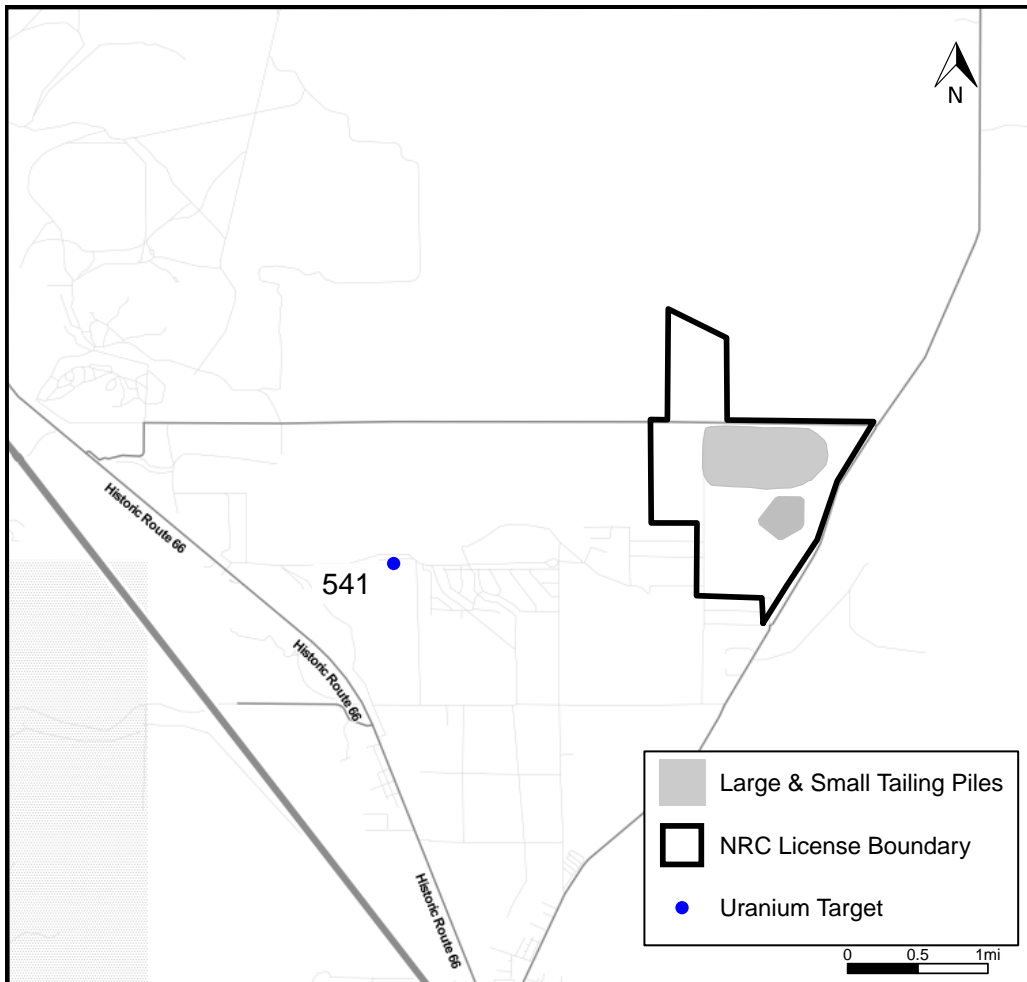 N
Historic Route 66
541
Historic Route 66
Large & Small Tailing Piles
NRC License Boundary
Historic Route 66
Uranium Target
0 0.5 1mi